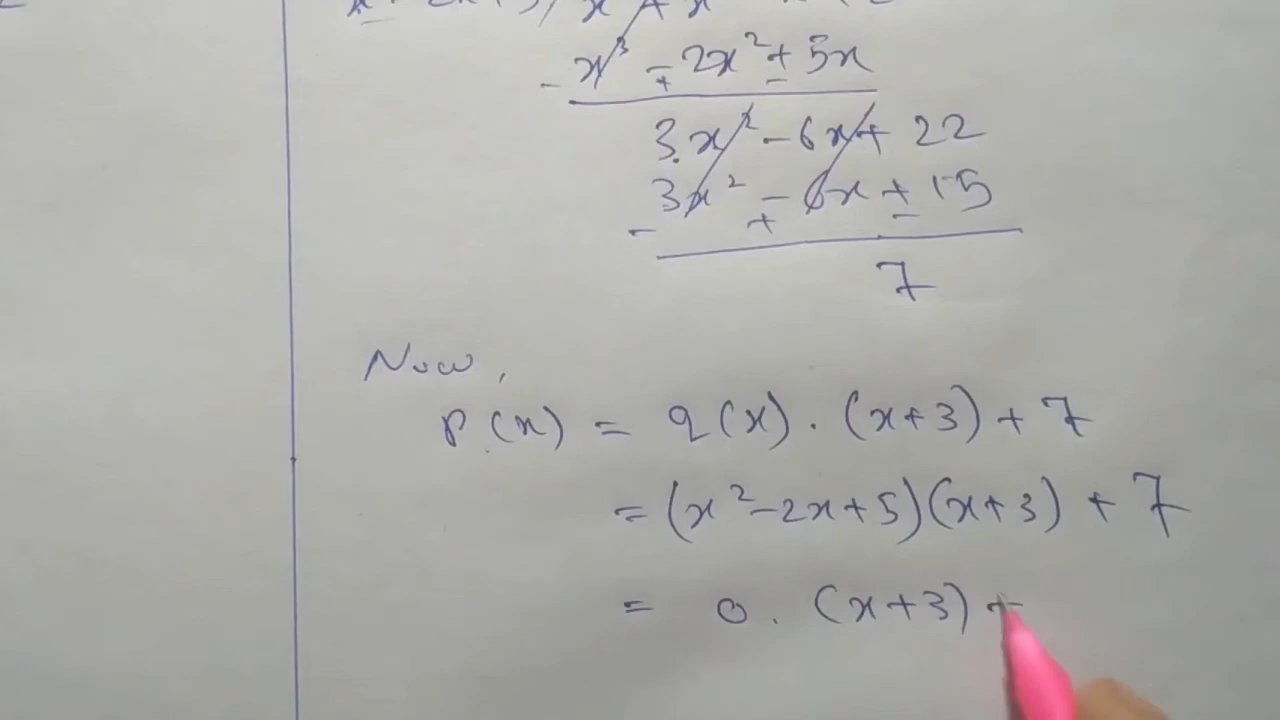 - x³ - 2x² + 5x
+ -
3x² - 6x + 22
3x² - 6x + 15
- + -
7
Now,
P(x) = q(x) . (x+3) + 7
= (x² - 2x + 5)(x+3) + 7
= 0 . (x+3) +